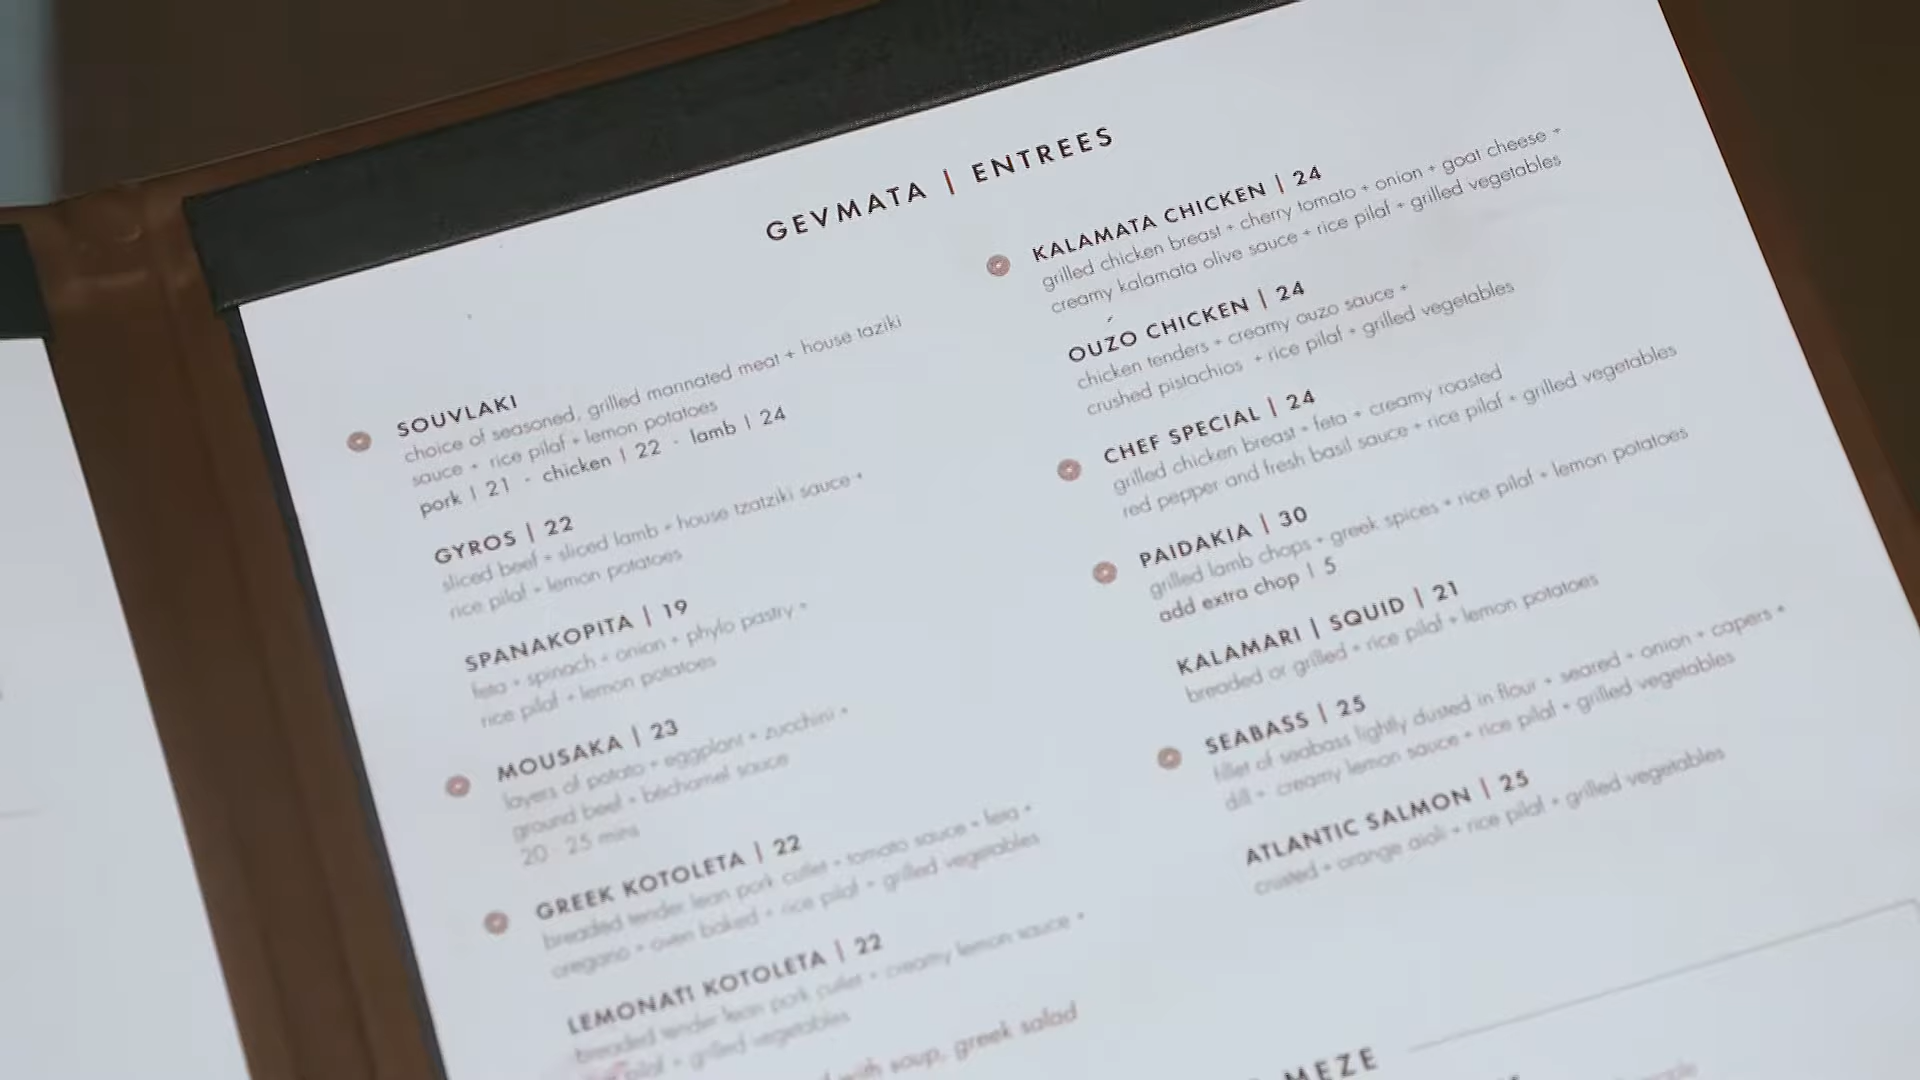 GEVMATA | ENTREES
SOUVLAKI
choice of seasoned, grilled marinated meat + house taziki
sauce + rice pilaf + lemon potatoes
pork | 21 · chicken | 22 · lamb | 24
GYROS | 22
sliced beef + sliced lamb + house tzatziki sauce +
rice pilaf + lemon potatoes
SPANAKOPITA | 19
feta + spinach + onion + phylo pastry +
rice pilaf + lemon potatoes
MOUSAKA | 23
layers of potato + eggplant + zucchini +
ground beef + béchamel sauce
20 - 25 mins
GREEK KOTOLETA | 22
breaded tender lean pork cutlet + tomato sauce + feta +
oregano + oven baked + rice pilaf + grilled vegetables
LEMONATI KOTOLETA | 22
breaded tender lean pork cutlet + creamy lemon sauce +
pilaf + grilled vegetables
with soup, greek salad
KALAMATA CHICKEN | 24
grilled chicken breast + cherry tomato + onion + goat cheese +
creamy kalamata olive sauce + rice pilaf + grilled vegetables
OUZO CHICKEN | 24
chicken tenders + creamy ouzo sauce +
crushed pistachios + rice pilaf + grilled vegetables
CHEF SPECIAL | 24
grilled chicken breast + feta + creamy roasted
red pepper and fresh basil sauce + rice pilaf + grilled vegetables
PAIDAKIA | 30
grilled lamb chops + greek spices + rice pilaf + lemon potatoes
add extra chop | 5
KALAMARI | SQUID | 21
breaded or grilled + rice pilaf + lemon potatoes
SEABASS | 25
fillet of seabass lightly dusted in flour + seared + onion + capers +
dill + creamy lemon sauce + rice pilaf + grilled vegetables
ATLANTIC SALMON | 25
crusted + orange aioli + rice pilaf + grilled vegetables
MEZE